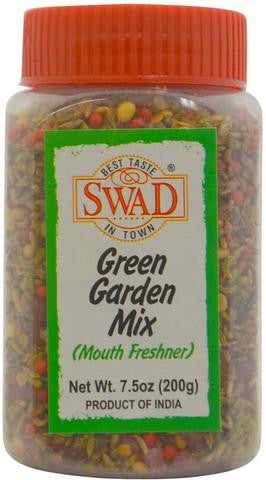 BEST TASTE
SWAD®
IN TOWN
Green
Garden
Mix
(Mouth Freshner)
Net Wt. 7.5oz (200g)
PRODUCT OF INDIA